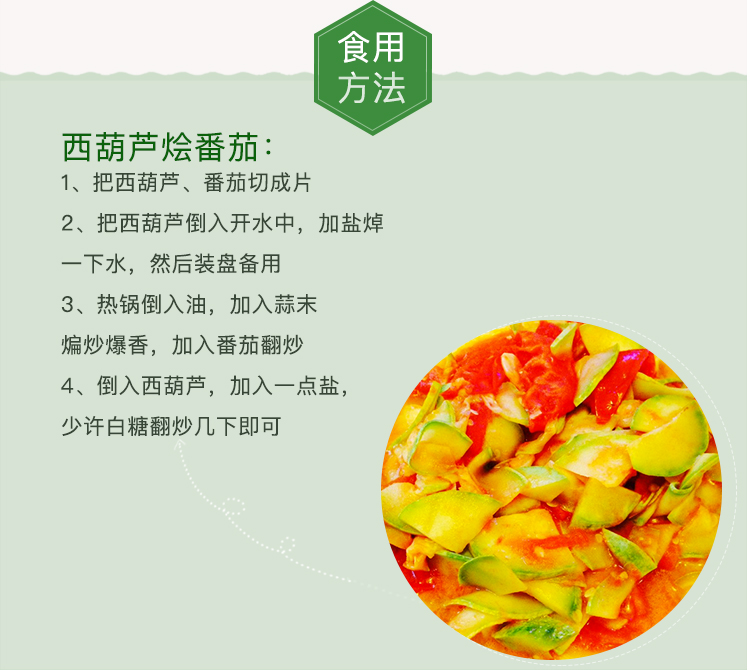 食用
方法
西葫芦烩番茄：
1、把西葫芦、番茄切成片
2、把西葫芦倒入开水中，加盐焯
一下水，然后装盘备用
3、热锅倒入油，加入蒜末
煸炒爆香，加入番茄翻炒
4、倒入西葫芦，加入一点盐，
少许白糖翻炒几下即可